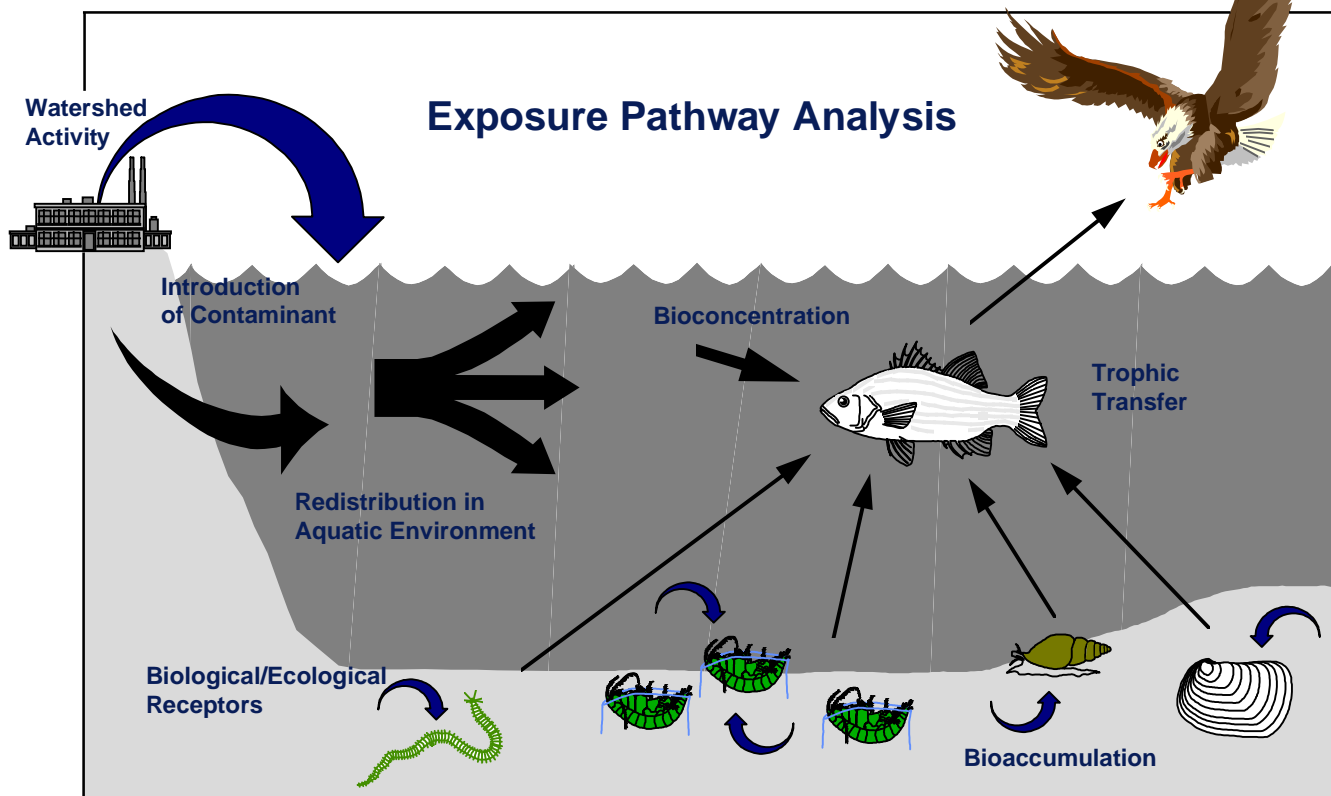 Exposure Pathway Analysis
Watershed
Activity
Introduction
of Contaminant
Bioconcentration
Trophic
Transfer
Redistribution in
Aquatic Environment
Biological/Ecological
Receptors
Bioaccumulation